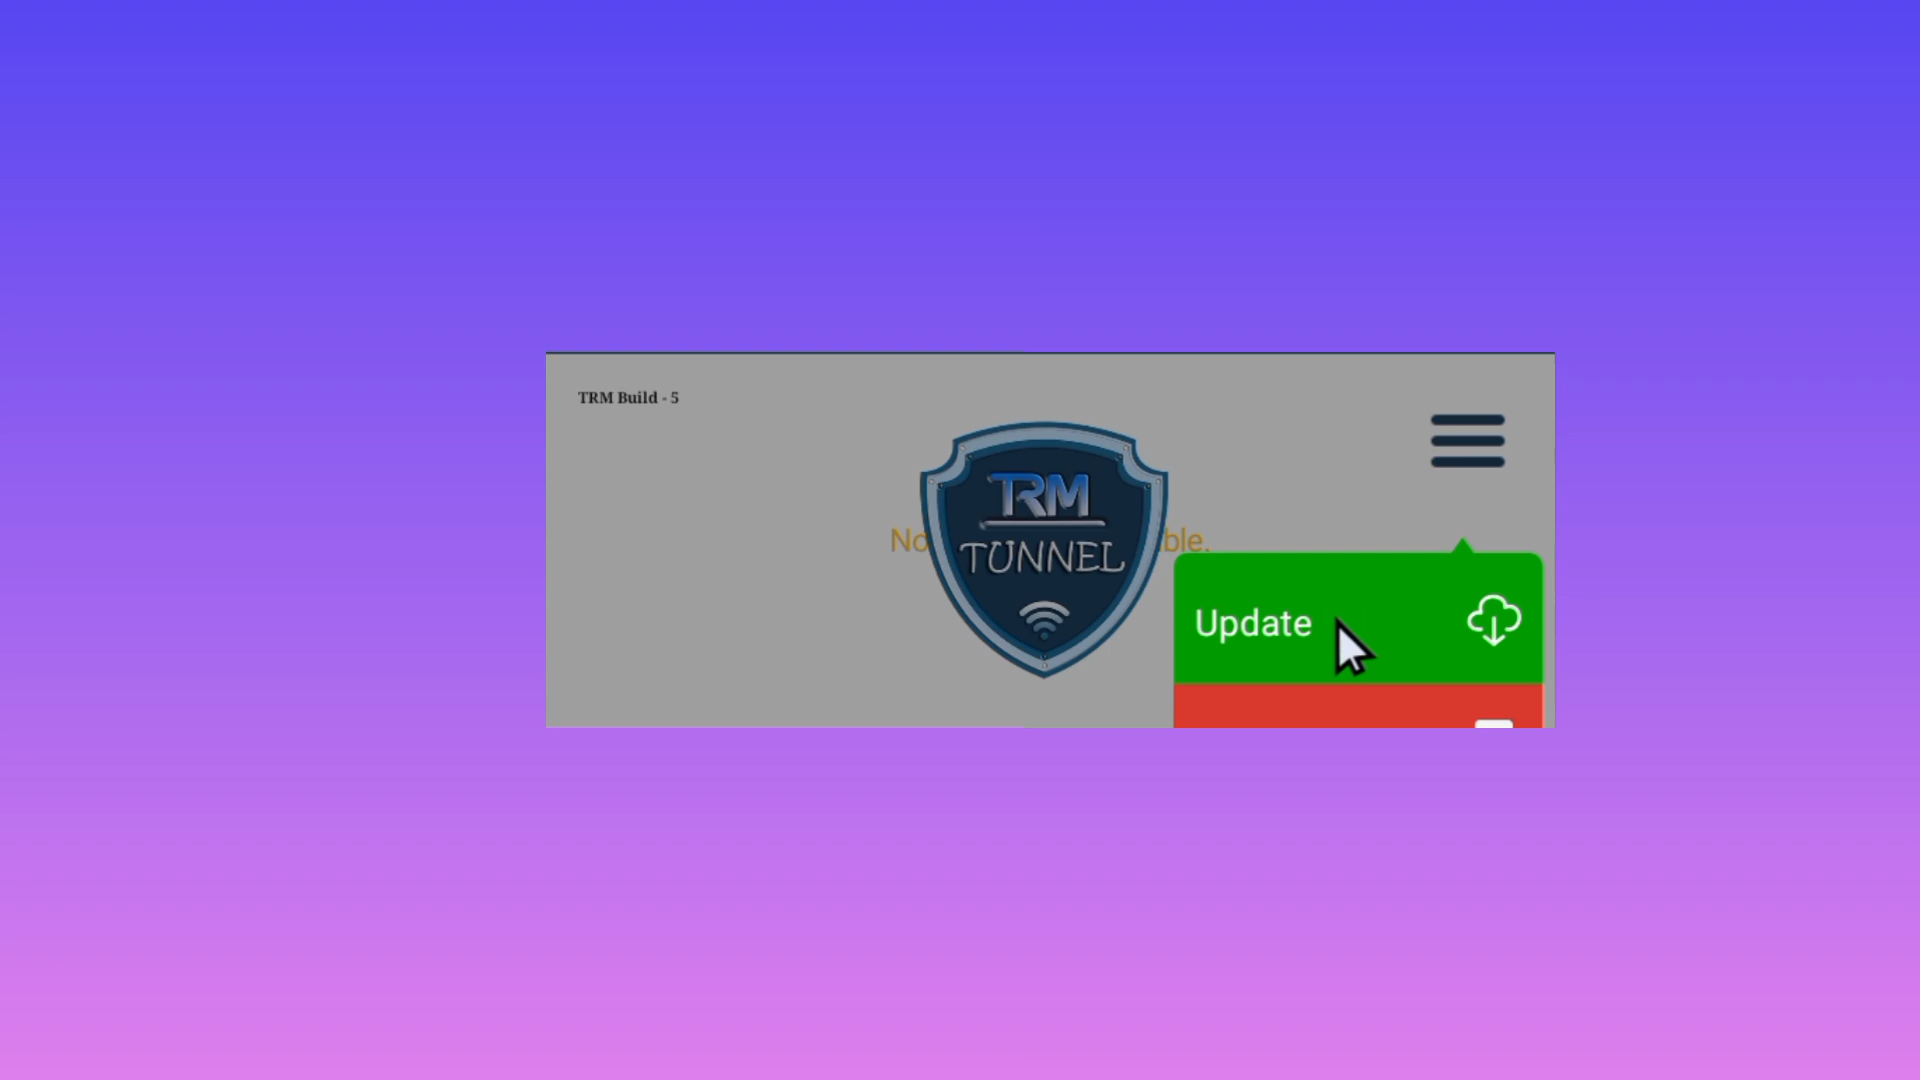 TRM Build - 5
TRM
TUNNEL
No ble.
Update